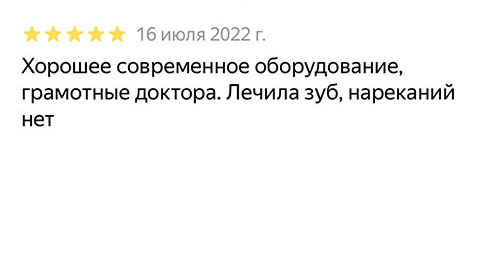 16 июля 2022 г.
Хорошее современное оборудование,
грамотные доктора. Лечила зуб, нареканий
нет